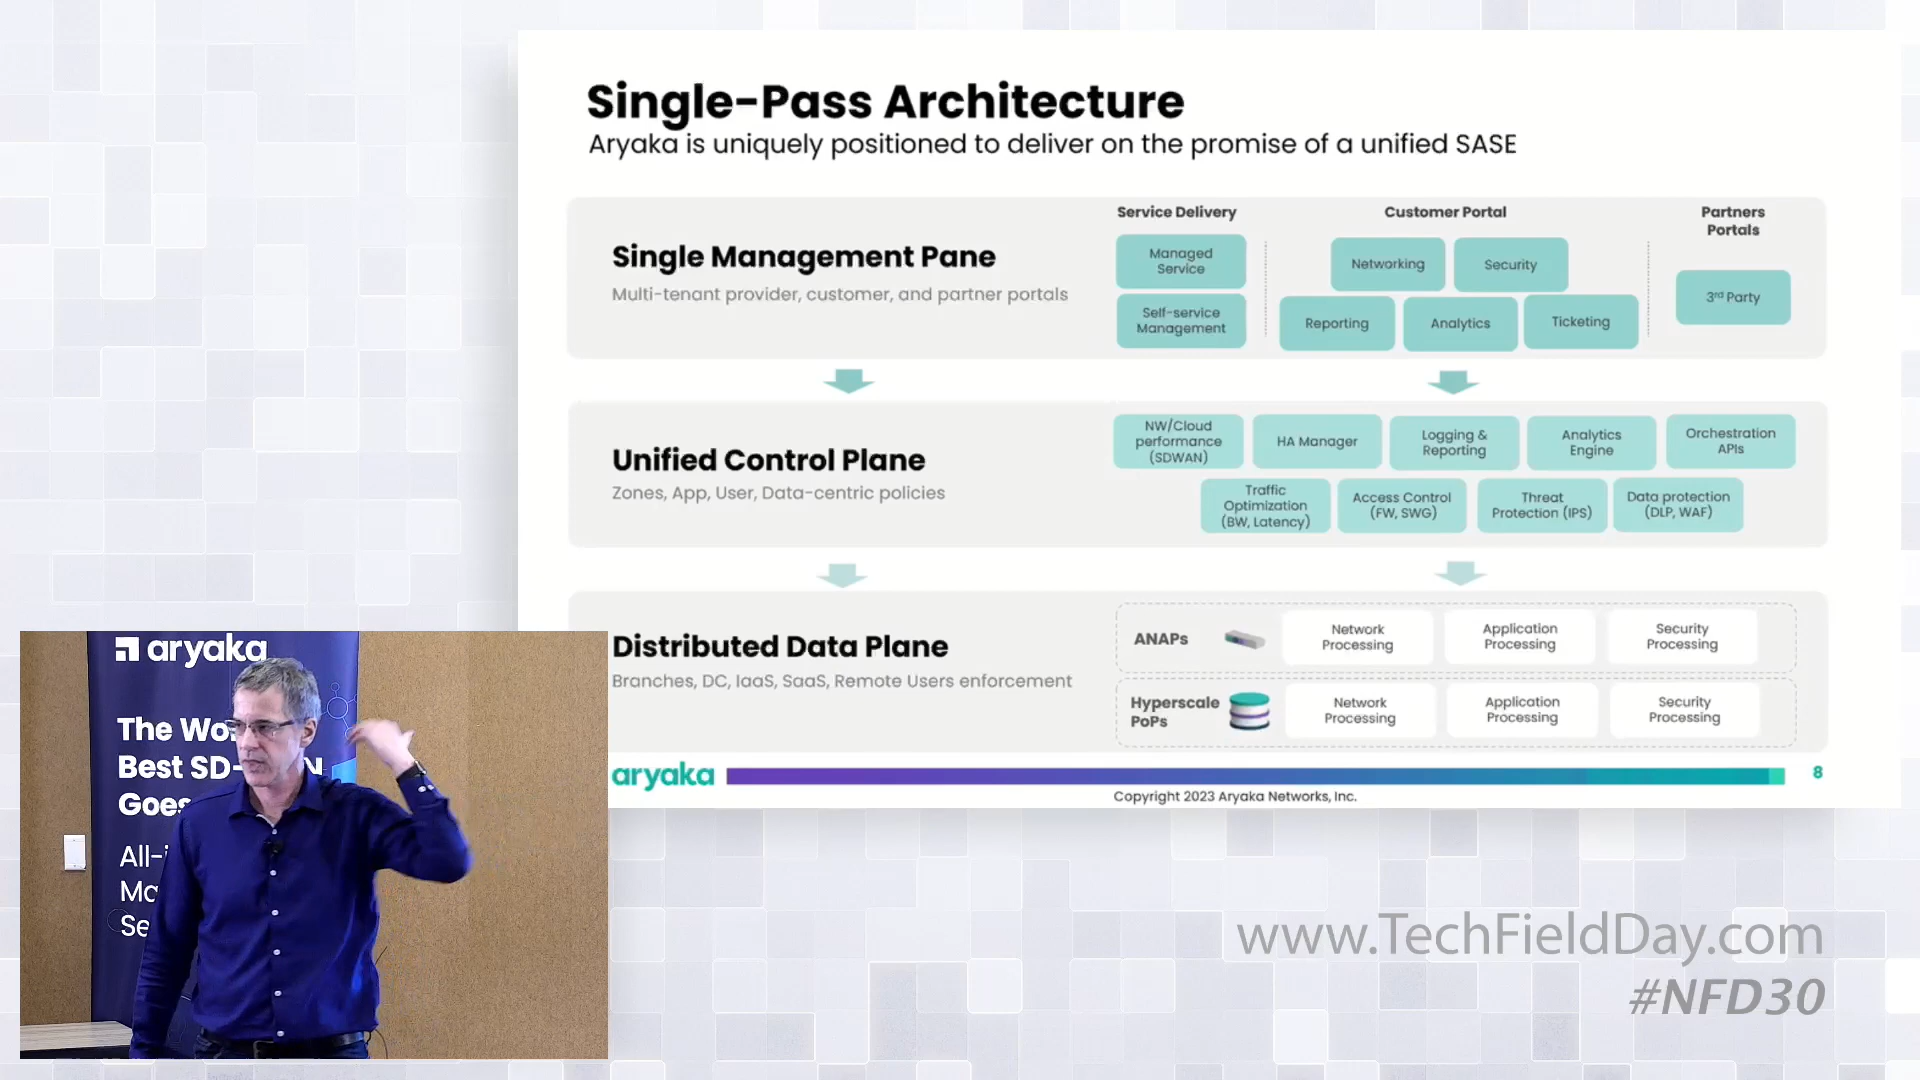 Single-Pass Architecture
Aryaka is uniquely positioned to deliver on the promise of a unified SASE
Single Management Pane
Multi-tenant provider, customer, and partner portals
Service Delivery
Managed
Service
Self-service
Management
Customer Portal
Networking
Security
Reporting
Analytics
Ticketing
Partners
Portals
3rd Party
Unified Control Plane
Zones, App, User, Data-centric policies
NW/Cloud
performance
(SDWAN)
HA Manager
Logging &
Reporting
Analytics
Engine
Orchestration
APIs
Traffic
Optimization
(BW, Latency)
Access Control
(FW, SWG)
Threat
Protection (IPS)
Data protection
(DLP, WAF)
Distributed Data Plane
Branches, DC, IaaS, SaaS, Remote Users enforcement
ANAPs
Network
Processing
Application
Processing
Security
Processing
Hyperscale
PoPs
Network
Processing
Application
Processing
Security
Processing
aryaka
8
Copyright 2023 Aryaka Networks, Inc.
aryaka
The
Best SD-
www.TechFieldDay.com
#NFD30